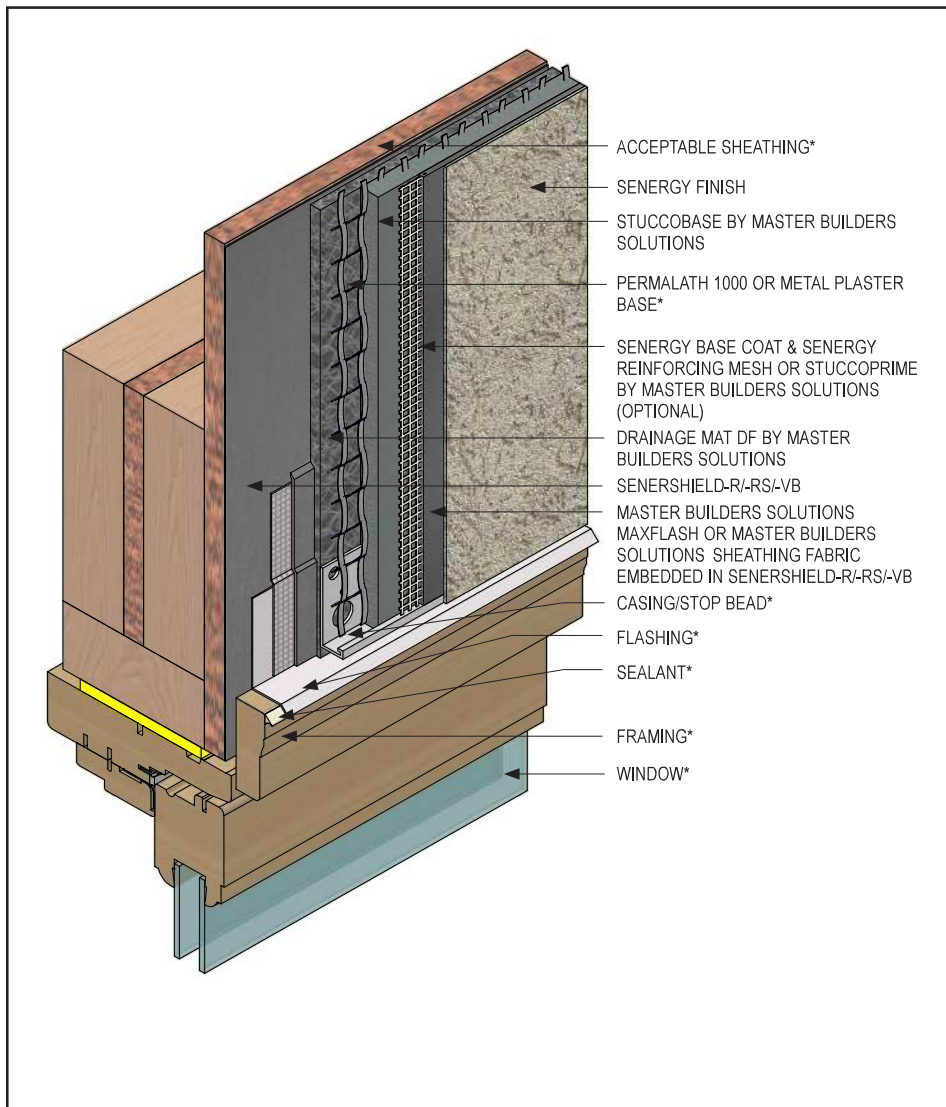 ACCEPTABLE SHEATHING*
SENERGY FINISH
STUCCOBASE BY MASTER BUILDERS
SOLUTIONS
PERMALATH 1000 OR METAL PLASTER
BASE*
SENERGY BASE COAT & SENERGY
REINFORCING MESH OR STUCCOPRIME
BY MASTER BUILDERS SOLUTIONS
(OPTIONAL)
DRAINAGE MAT DF BY MASTER
BUILDERS SOLUTIONS
SENERSHIELD-R/-RS/-VB
MASTER BUILDERS SOLUTIONS
MAXFLASH OR MASTER BUILDERS
SOLUTIONS SHEATHING FABRIC
EMBEDDED IN SENERSHIELD-R/-RS/-VB
CASING/STOP BEAD*
FLASHING*
SEALANT*
FRAMING*
WINDOW*